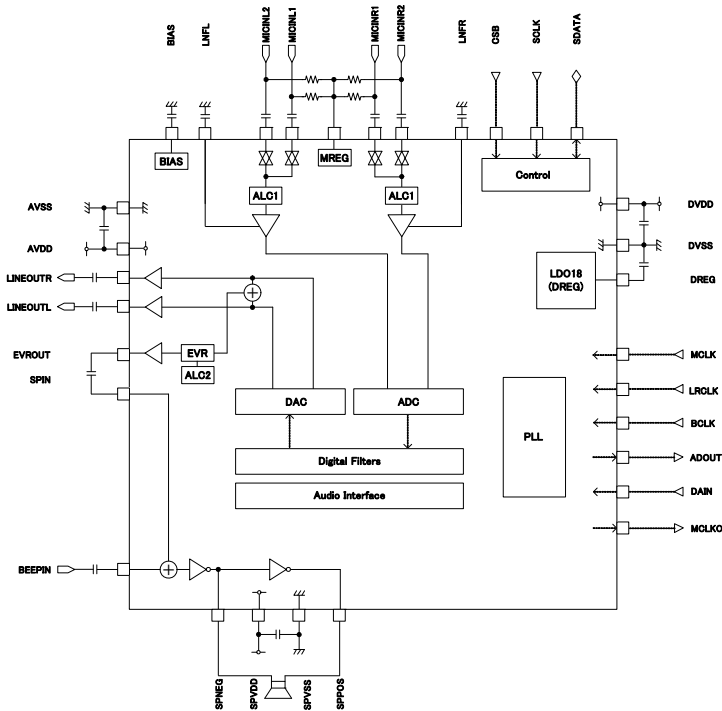 BIAS
LNFL
MICINL2
MICINL1
MICINR1
MICINR2
LNFR
CSB
SCLK
SDATA
BIAS
MREG
Control
ALC1
ALC1
AVSS
AVDD
LINEOUTR
LINEOUTL
EVROUT
SPIN
DVDD
DVSS
DREG
LDO18
(DREG)
EVR
ALC2
MCLK
LRCLK
BCLK
ADOUT
DAIN
MCLKO
DAC
ADC
PLL
Digital Filters
Audio Interface
BEEPIN
SPNEG
SPVDD
SPVSS
SPPOS